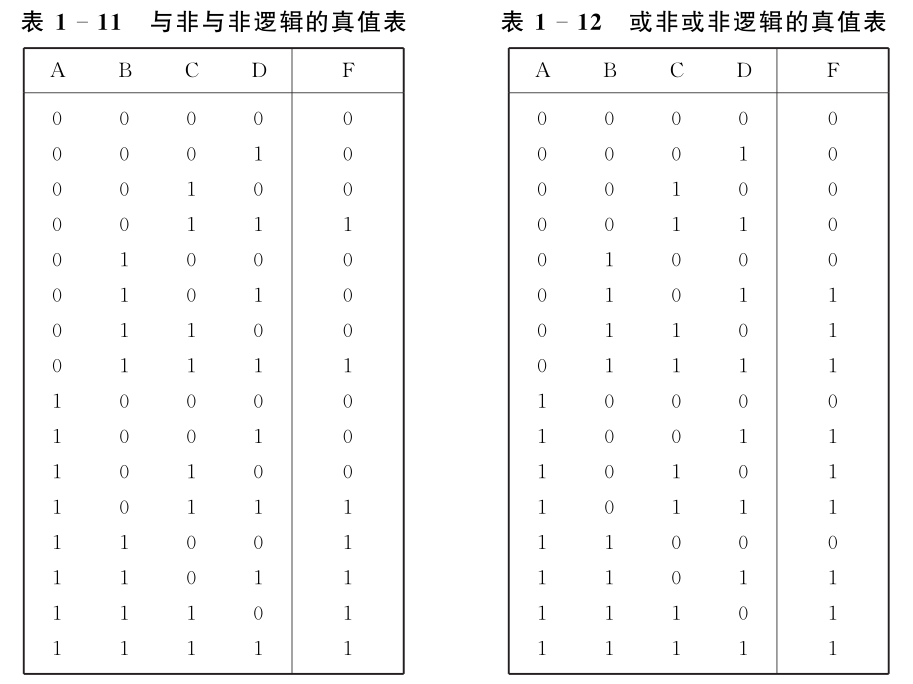 表 1－11　与非与非逻辑的真值表
A B C D F
0 0 0 0 0
0 0 0 1 0
0 0 1 0 0
0 0 1 1 1
0 1 0 0 0
0 1 0 1 0
0 1 1 0 0
0 1 1 1 1
1 0 0 0 0
1 0 0 1 0
1 0 1 0 0
1 0 1 1 1
1 1 0 0 1
1 1 0 1 1
1 1 1 0 1
1 1 1 1 1
表 1－12　或非或非逻辑的真值表
A B C D F
0 0 0 0 0
0 0 0 1 0
0 0 1 0 0
0 0 1 1 0
0 1 0 0 0
0 1 0 1 1
0 1 1 0 1
0 1 1 1 1
1 0 0 0 0
1 0 0 1 1
1 0 1 0 1
1 0 1 1 1
1 1 0 0 0
1 1 0 1 1
1 1 1 0 1
1 1 1 1 1